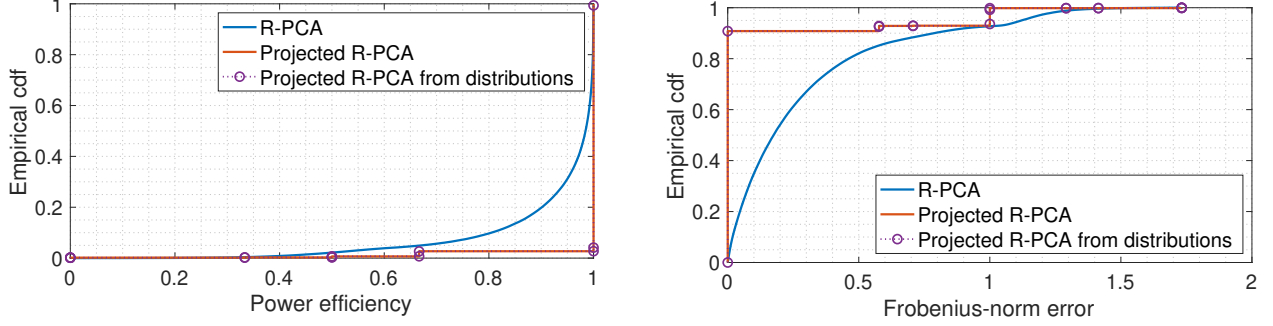 Empirical cdf
1
0.8
0.6
0.4
0.2
0
0
0.2
0.4
0.6
0.8
1
Power efficiency
R-PCA
Projected R-PCA
Projected R-PCA from distributions
Empirical cdf
1
0.8
0.6
0.4
0.2
0
0
0.5
1
1.5
2
Frobenius-norm error
R-PCA
Projected R-PCA
Projected R-PCA from distributions